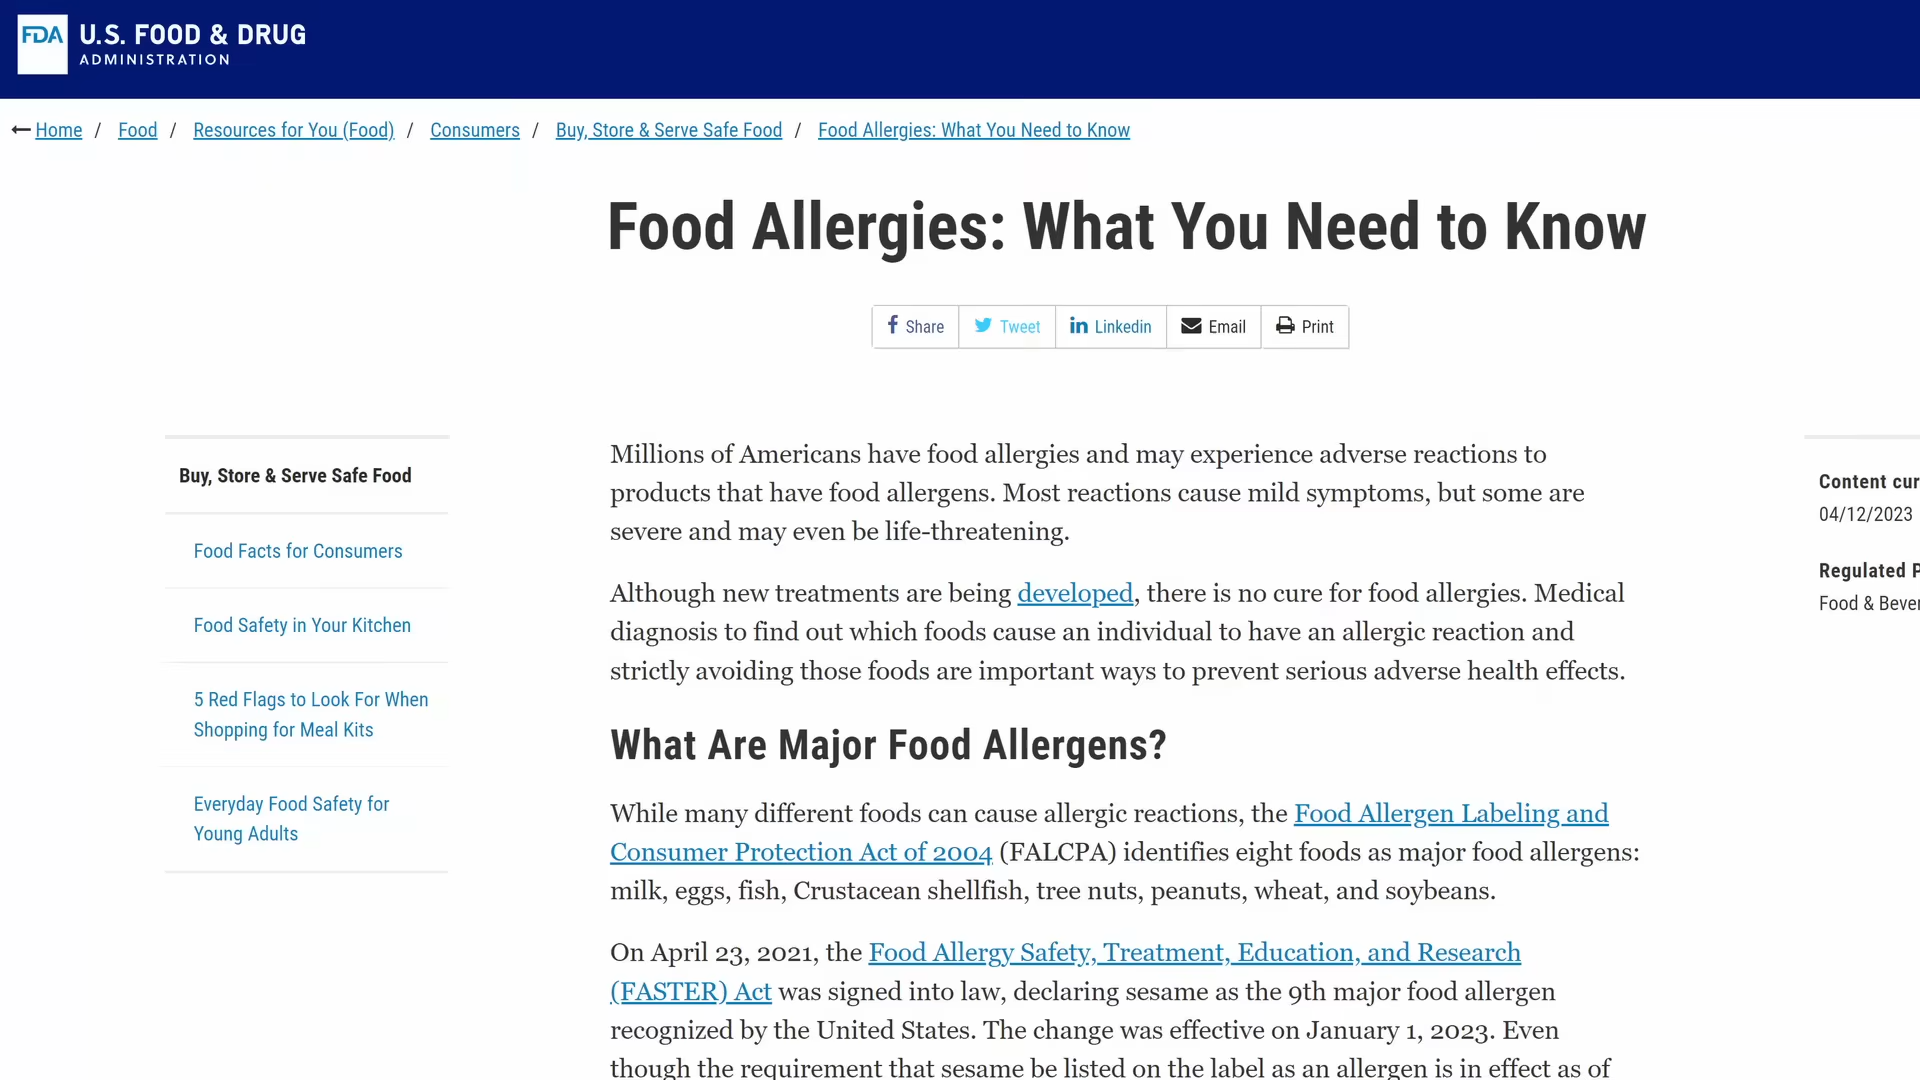 FDA U.S. FOOD & DRUG
ADMINISTRATION
Home / Food / Resources for You (Food) / Consumers / Buy, Store & Serve Safe Food / Food Allergies: What You Need to Know
Food Allergies: What You Need to Know
Share Tweet Linkedin Email Print
Buy, Store & Serve Safe Food
Food Facts for Consumers
Food Safety in Your Kitchen
5 Red Flags to Look For When
Shopping for Meal Kits
Everyday Food Safety for
Young Adults
Millions of Americans have food allergies and may experience adverse reactions to
products that have food allergens. Most reactions cause mild symptoms, but some are
severe and may even be life-threatening.
Although new treatments are being developed, there is no cure for food allergies. Medical
diagnosis to find out which foods cause an individual to have an allergic reaction and
strictly avoiding those foods are important ways to prevent serious adverse health effects.
What Are Major Food Allergens?
While many different foods can cause allergic reactions, the Food Allergen Labeling and
Consumer Protection Act of 2004 (FALCPA) identifies eight foods as major food allergens:
milk, eggs, fish, Crustacean shellfish, tree nuts, peanuts, wheat, and soybeans.
On April 23, 2021, the Food Allergy Safety, Treatment, Education, and Research
(FASTER) Act was signed into law, declaring sesame as the 9th major food allergen
recognized by the United States. The change was effective on January 1, 2023. Even
though the requirement that sesame be listed on the label as an allergen is in effect as of
Content cur
04/12/2023
Regulated P
Food & Bever